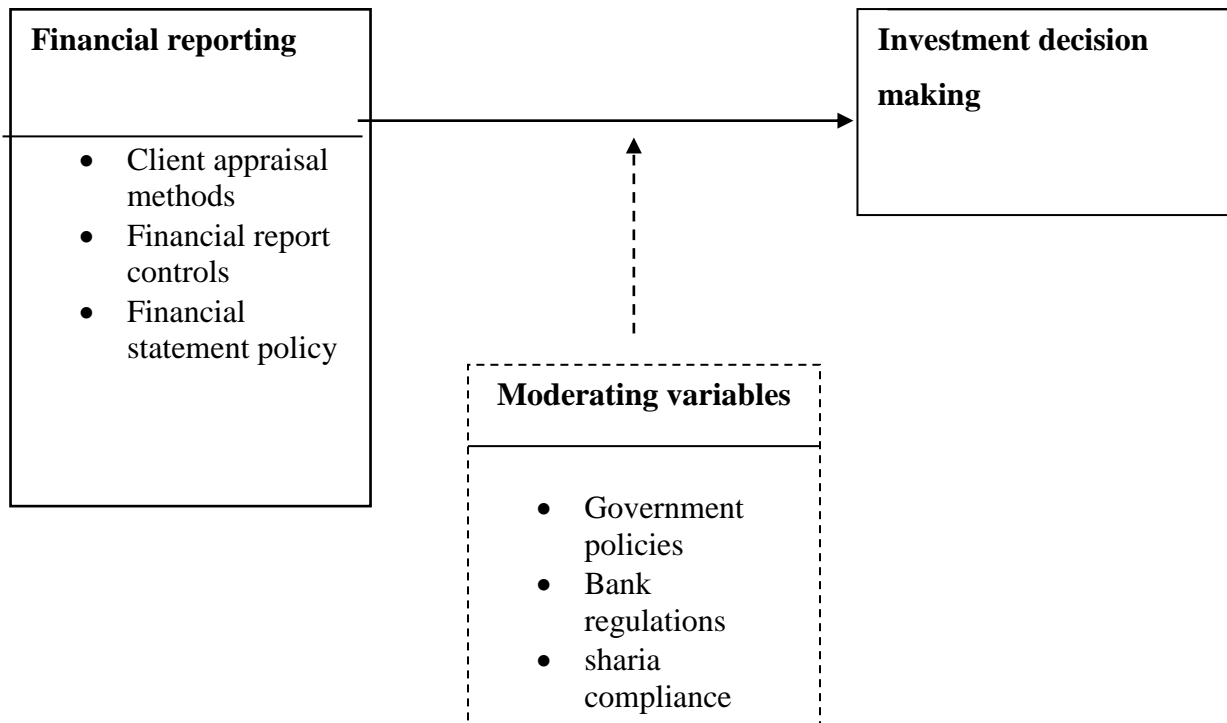 Financial reporting
• Client appraisal
methods
• Financial report
controls
• Financial
statement policy
Investment decision
making
Moderating variables
• Government
policies
• Bank
regulations
• sharia
compliance